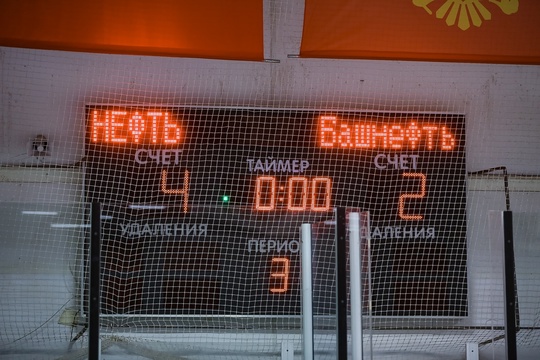 НЕФТЬ Башнефть
СЧЕТ ТАЙМЕР СЧЕТ
4 0:00 2
УДАЛЕНИЯ ПЕРИОД УДАЛЕНИЯ
3